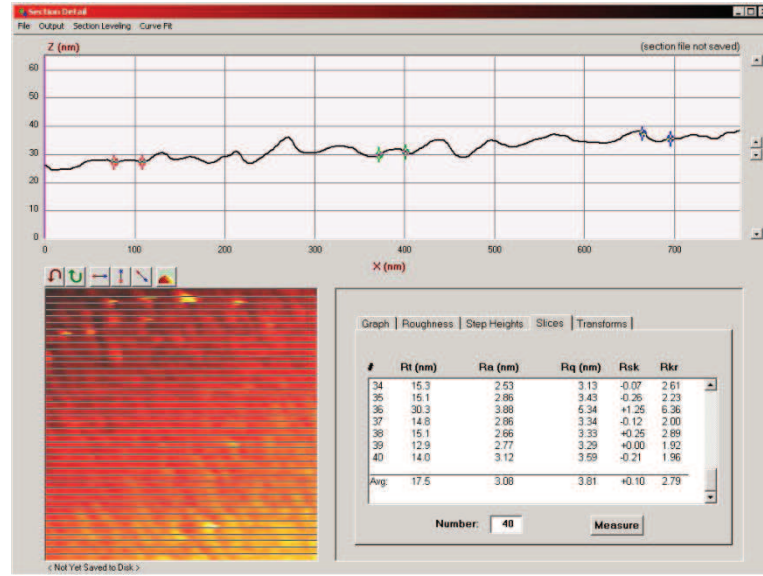 Section Detail
File Output Section Leveling Curve Fit
Z (nm) (section file not saved)
60
50
40
30
20
10
0
0 100 200 300 400 500 600 700
X (nm)
Graph Roughness Step Heights Slices Transforms
# Rt (nm) Ra (nm) Rq (nm) Rsk Rkr
34 15.3 2.53 3.13 -0.07 2.61
35 15.1 2.86 3.43 -0.26 2.23
36 30.3 3.88 5.34 +1.25 6.36
37 14.8 2.86 3.34 -0.12 2.00
38 15.1 2.66 3.33 +0.25 2.89
39 12.9 2.77 3.29 +0.00 1.92
40 14.0 3.12 3.59 -0.21 1.96
Avg: 17.5 3.08 3.81 +0.10 2.79
Number: 40 Measure
< Not Yet Saved to Disk >